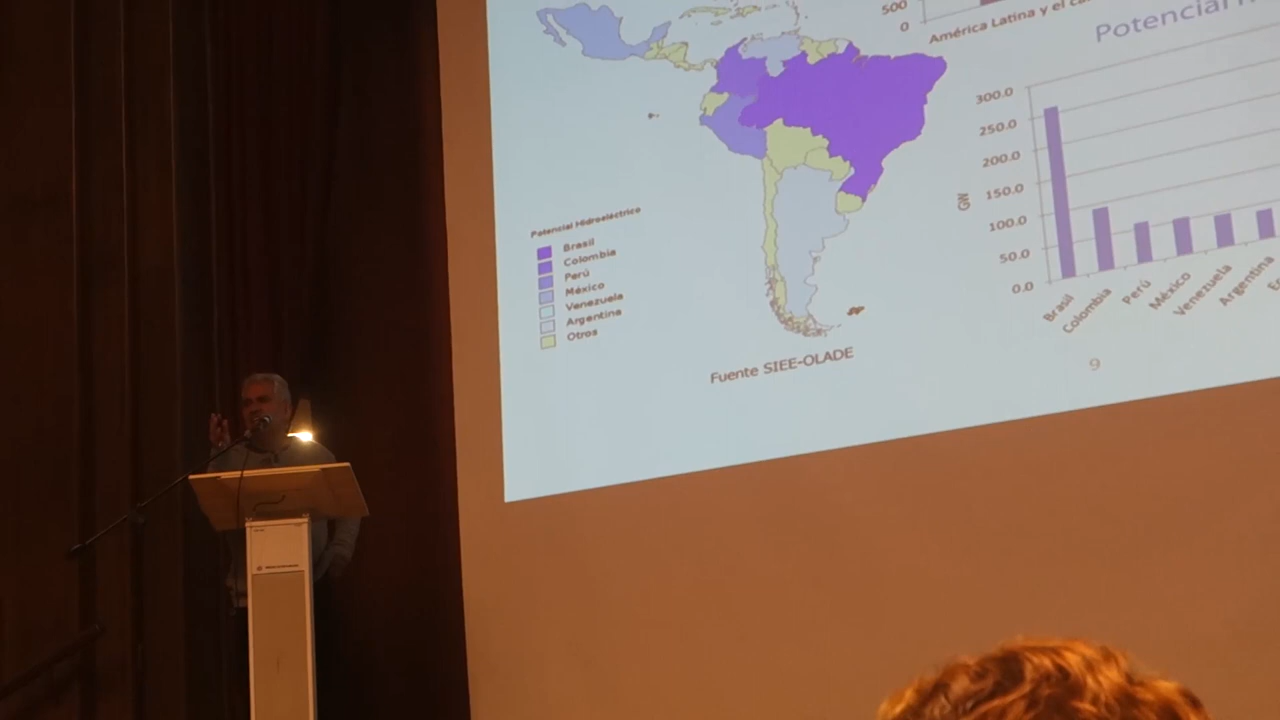 500
0
América Latina y el
Potencial
300.0
250.0
200.0
150.0
100.0
50.0
0.0
GW
Brasil
Colombia
Perú
México
Venezuela
Argentina
Potencial Hidroeléctrico
Brasil
Colombia
Perú
México
Venezuela
Argentina
Otros
Fuente SIEE-OLADE
9